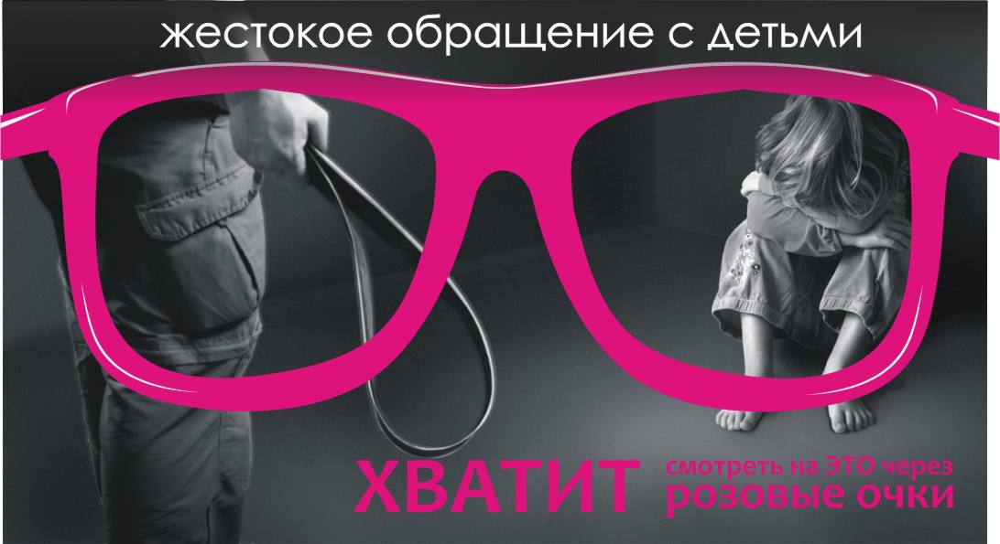 жестокое обращение с детьми
ХВАТИТ
смотреть на ЭТО через
розовые очки